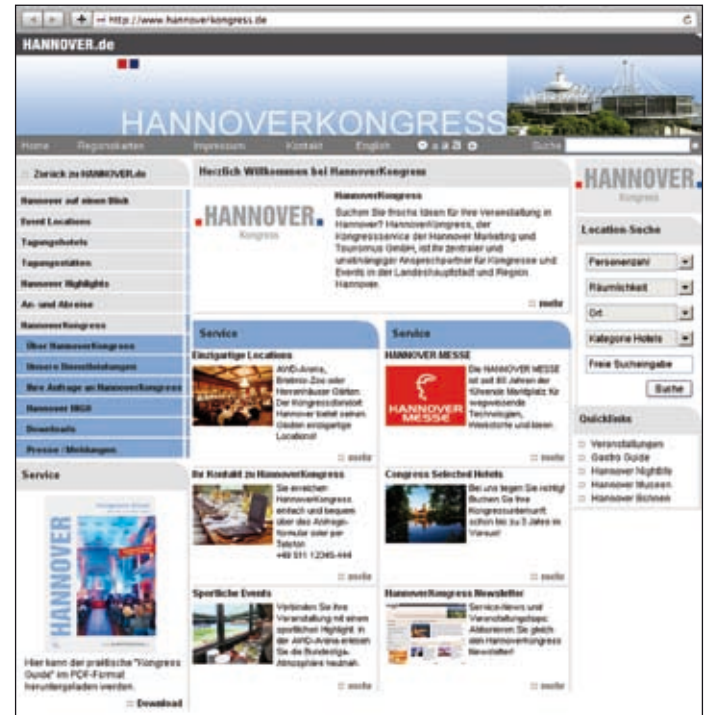 http://www.hannoverkongress.de
HANNOVER.de
HANNOVERKONGRESS
Home Regionskarten Impressum Kontakt English a a a Suche
Zurück zu HANNOVER.de
Hannover auf einen Blick
Event Locations
Tagungshotels
Tagungsstätten
Hannover Highlights
An- und Abreise
HannoverKongress
Über HannoverKongress
Unsere Dienstleistungen
Ihre Anfrage an HannoverKongress
Hannover
Downloads
Presse / Meldungen
Service
HANNOVER
Hier kann der praktische "Kongress
Guide" im PDF-Format
heruntergeladen werden.
Download
Herzlich Willkommen bei HannoverKongress
HANNOVER
Kongress
HannoverKongress
Suchen Sie frische Ideen für Ihre Veranstaltung in
Hannover? HannoverKongress, der
Kongressservice der Hannover Marketing und
Tourismus GmbH, ist Ihr zentraler und
unabhängiger Ansprechpartner für Kongresse und
Events in der Landeshauptstadt und Region
Hannover.
mehr
Service
Einzigartige Locations
AWD-Arena,
Erlebnis-Zoo oder
Herrenhäuser Gärten:
Der Kongressstandort
Hannover bietet seinen
Gästen einzigartige
Locations!
mehr
Ihr Kontakt zu HannoverKongress
Sie erreichen
HannoverKongress
einfach und bequem
über das Anfrage-
formular oder per
Telefon
+49 511 12345-444
mehr
Sportliche Events
Verbinden Sie Ihre
Veranstaltung mit einem
sportlichen Highlight. In
der AWD-Arena erleben
Sie die Bundesliga-
Atmosphäre hautnah.
mehr
Service
HANNOVER MESSE
HANNOVER
MESSE
Die HANNOVER MESSE
ist seit 60 Jahren der
führende Marktplatz für
wegweisende
Technologien,
Werkstoffe und Ideen.
mehr
Congress Selected Hotels
Bei uns liegen Sie richtig!
Buchen Sie Ihre
Kongressunterkunft
schon bis zu 3 Jahre im
Voraus!
mehr
HannoverKongress Newsletter
Service-News und
Veranstaltungstipps:
Abonnieren Sie gleich
den HannoverKongress
Newsletter!
mehr
HANNOVER
Kongress
Location-Suche
Personenzahl
Räumlichkeit
Ort
Kategorie Hotels
Freie Sucheingabe
Suche
Quicklinks
Veranstaltungen
Gastro Guide
Hannover Nightlife
Hannover Museen
Hannover Bühnen